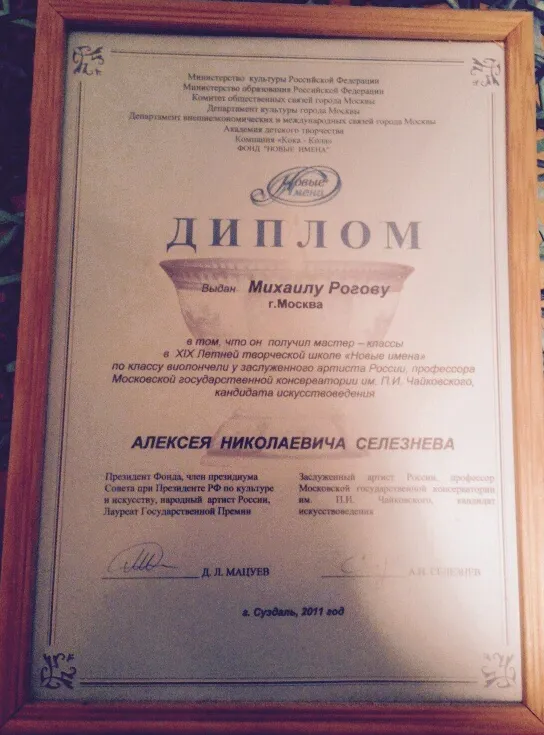 Министерство культуры Российской Федерации
Министерство образования Российской Федерации
Комитет общественных связей города Москвы
Департамент культуры города Москвы
Департамент внешнеэкономических и международных связей города Москвы
Академия детского творчества
Компания «Кока - Кола»
ФОНД "НОВЫЕ ИМЕНА"
Новые
имена
ДИПЛОМ
Выдан Михаилу Рогову
г.Москва
в том, что он получил мастер – классы
в XIX Летней творческой школе «Новые имена»
по классу виолончели у заслуженного артиста России, профессора
Московской государственной консерватории им. П.И. Чайковского,
кандидата искусствоведения
АЛЕКСЕЯ НИКОЛАЕВИЧА СЕЛЕЗНЕВА
Президент Фонда, член президиума
Совета при Президенте РФ по культуре
и искусству, народный артист России,
Лауреат Государственной Премии
Д. Л. МАЦУЕВ
Заслуженный артист России, профессор
Московской государственной консерватории
им. П.И. Чайковского, кандидат
искусствоведения
А.Н. СЕЛЕЗНЕВ
г. Суздаль, 2011 год